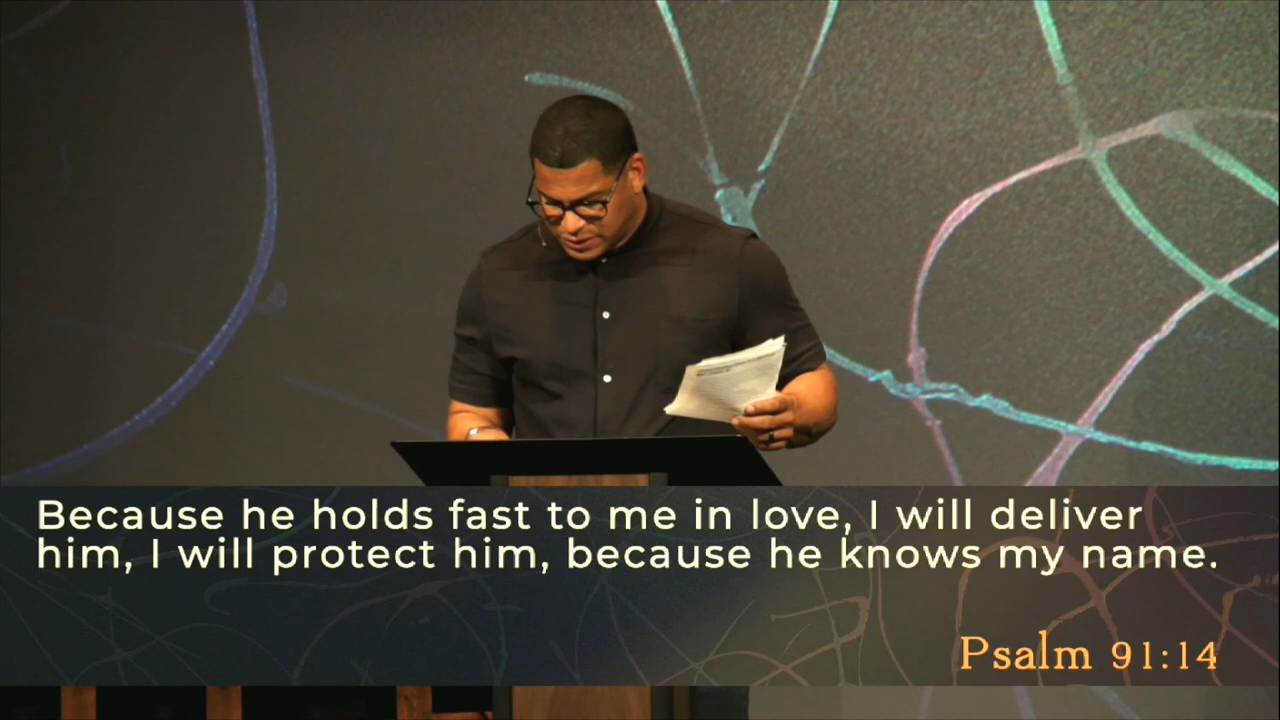 Because he holds fast to me in love, I will deliver
him, I will protect him, because he knows my name.
Psalm 91:14